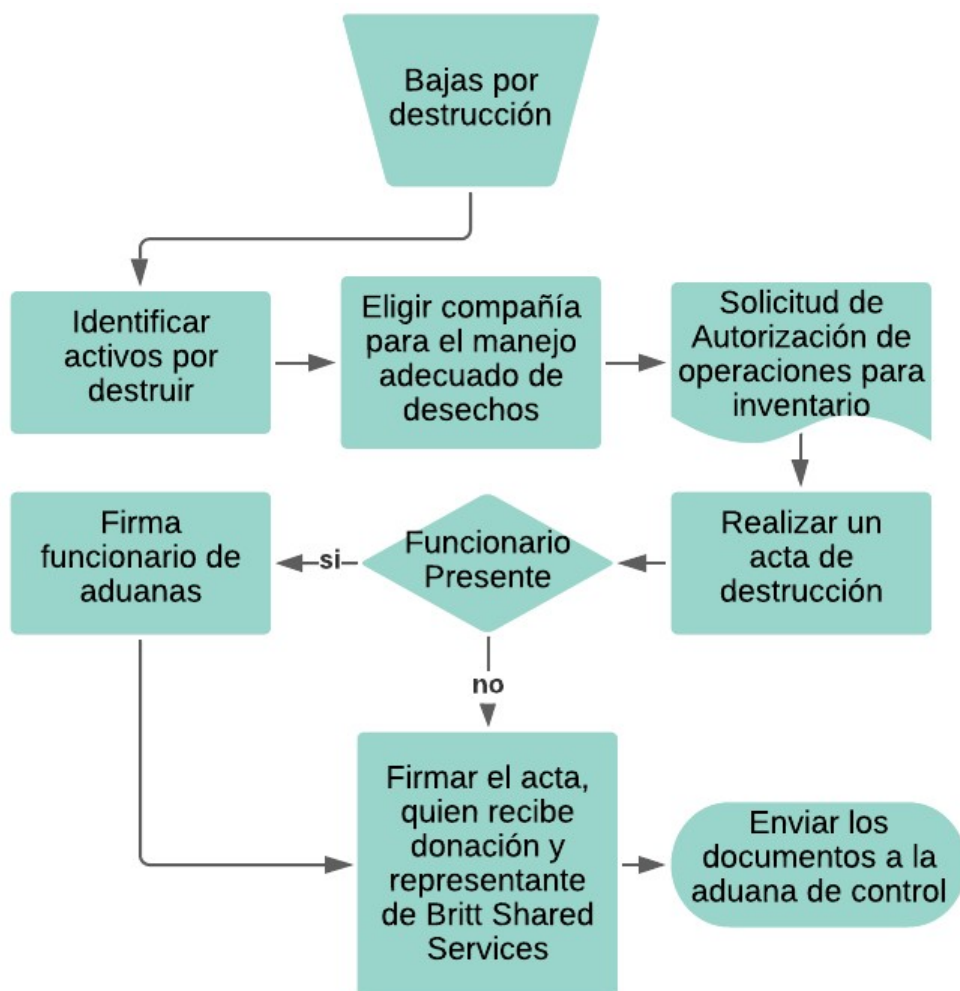 Bajas por
destrucción
Identificar
activos por
destruir
Eligir compañía
para el manejo
adecuado de
desechos
Solicitud de
Autorización de
operaciones para
inventario
Realizar un
acta de
destrucción
Funcionario
Presente
si
Firma
funcionario de
aduanas
no
Firmar el acta,
quien recibe
donación y
representante
de Britt Shared
Services
Enviar los
documentos a la
aduana de control